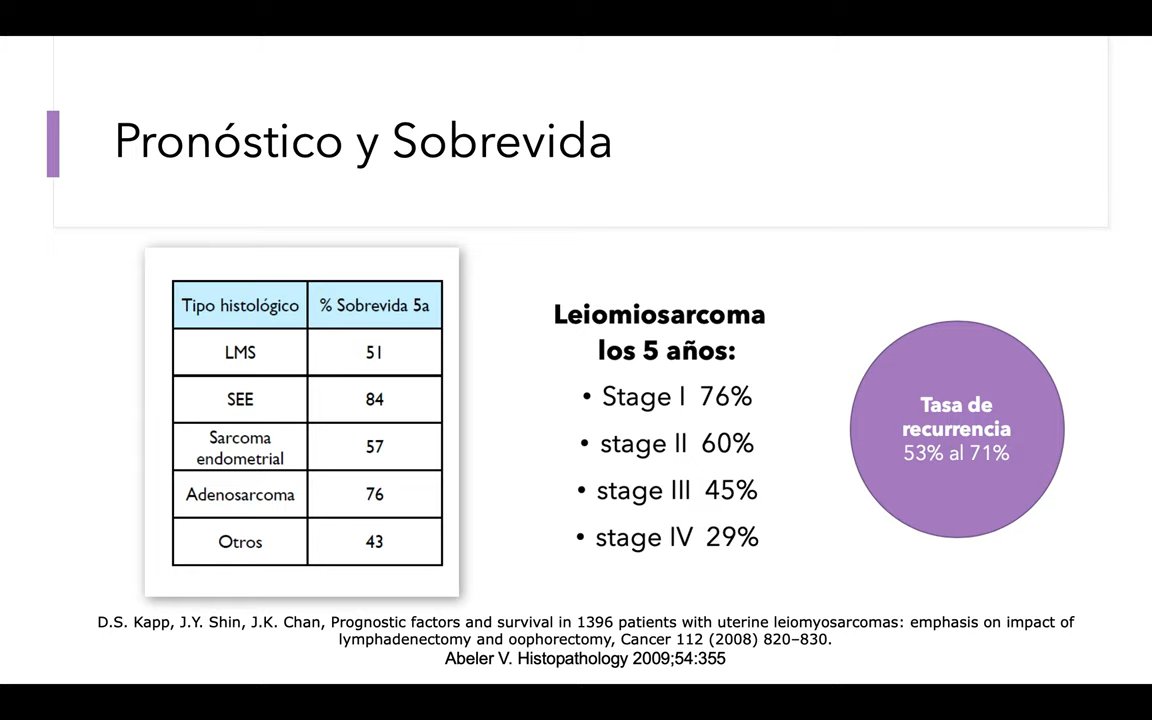 Pronóstico y Sobrevida
Tipo histológico % Sobrevida 5a
LMS 51
SEE 84
Sarcoma
endometrial 57
Adenosarcoma 76
Otros 43
Leiomiosarcoma
los 5 años:
• Stage I 76%
• stage II 60%
• stage III 45%
• stage IV 29%
Tasa de
recurrencia
53% al 71%
D.S. Kapp, J.Y. Shin, J.K. Chan, Prognostic factors and survival in 1396 patients with uterine leiomyosarcomas: emphasis on impact of
lymphadenectomy and oophorectomy, Cancer 112 (2008) 820–830.
Abeler V. Histopathology 2009;54:355